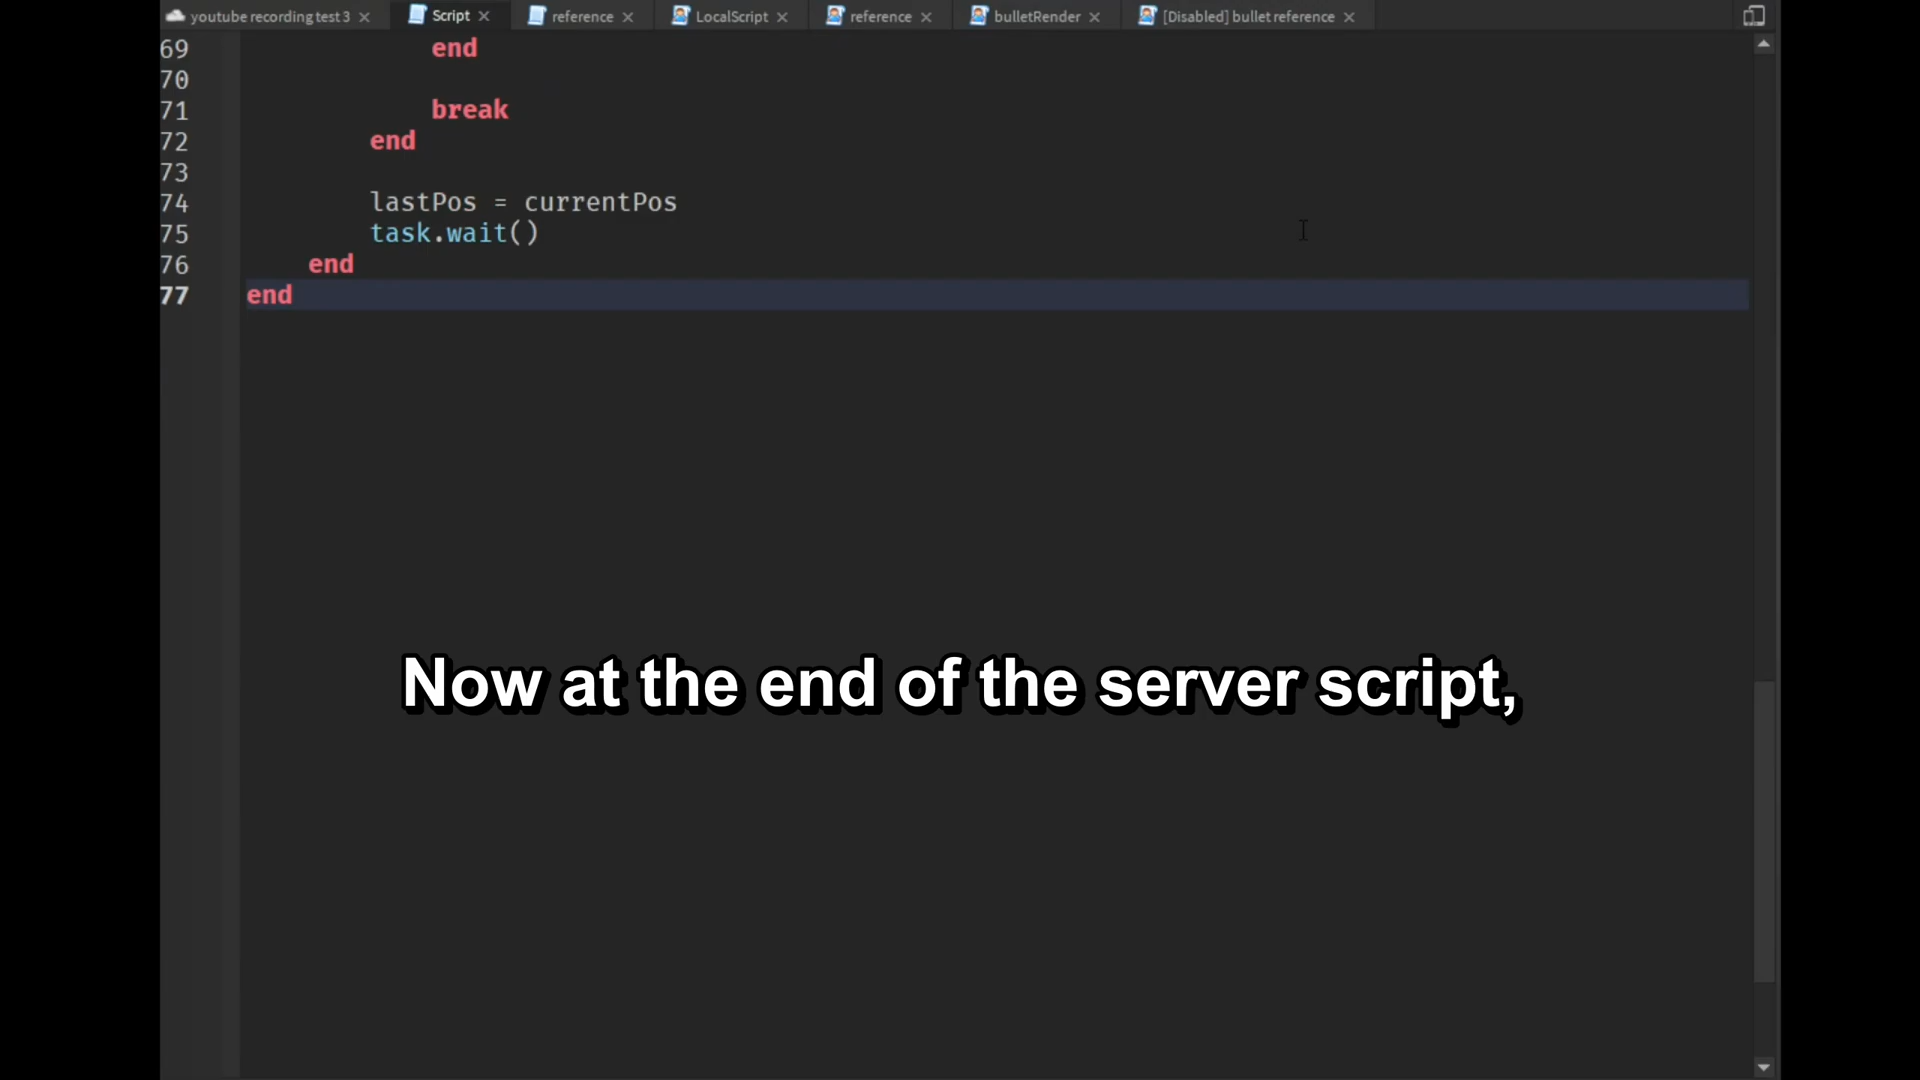 youtube recording test 3
Script
reference
LocalScript
reference
bulletRender
[Disabled] bullet reference
69 end
70
71 break
72 end
73
74 lastPos = currentPos
75 task.wait()
76 end
77 end
Now at the end of the server script,